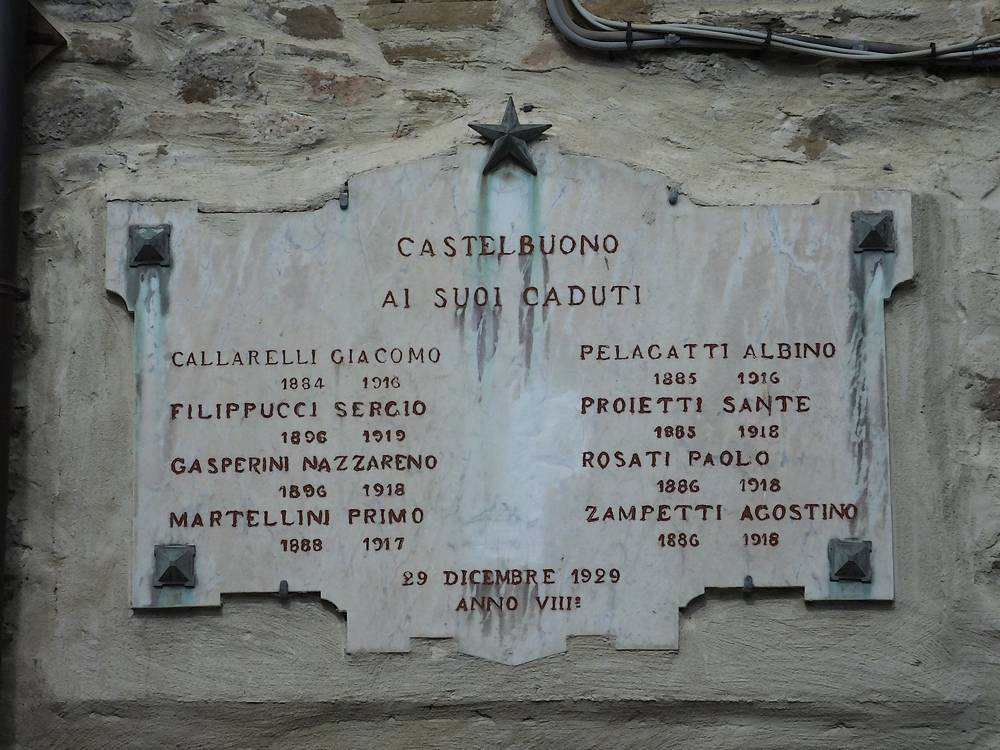 CASTELBUONO
AI SUOI CADUTI
CALLARELLI GIACOMO
1884 1916
FILIPPUCCI SERGIO
1896 1919
GASPERINI NAZZARENO
1896 1918
MARTELLINI PRIMO
1888 1917
PELAGATTI ALBINO
1885 1916
PROIETTI SANTE
1885 1918
ROSATI PAOLO
1886 1918
ZAMPETTI AGOSTINO
1886 1918
29 DICEMBRE 1929
ANNO VIIIº